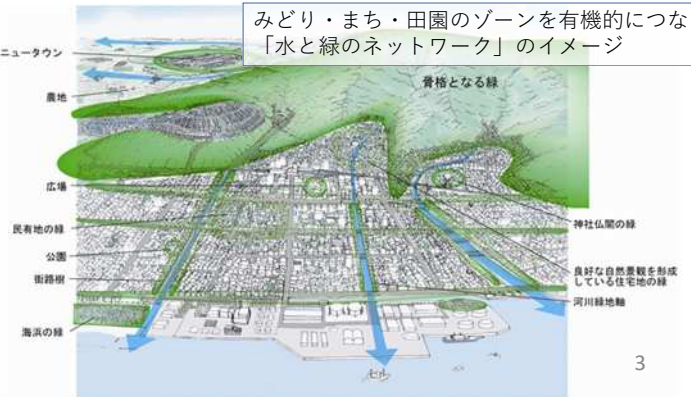 みどり・まち・田園のゾーンを有機的につな
「水と緑のネットワーク」のイメージ
ニュータウン
農地
骨格となる緑
広場
民有地の緑
公園
街路樹
海浜の緑
神社仏閣の緑
良好な自然景観を形成
している住宅地の緑
河川緑地軸
3